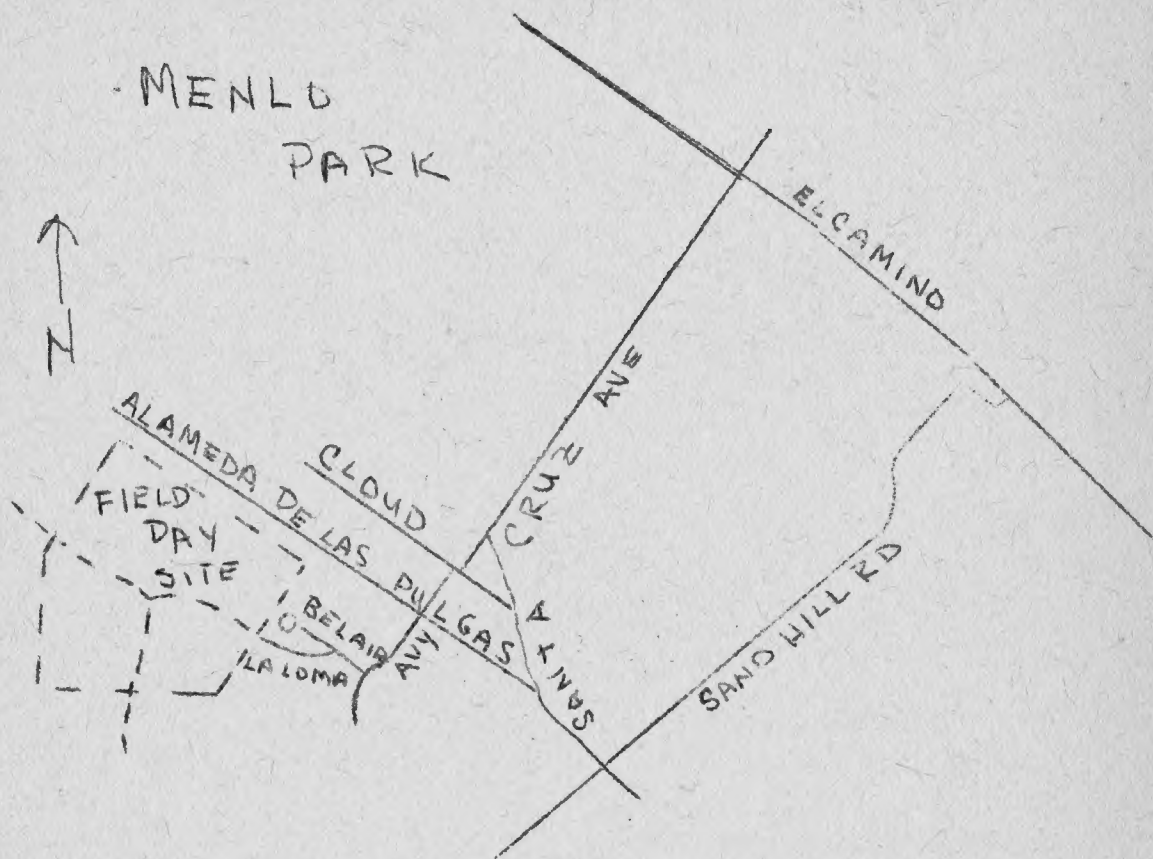 MENLO
PARK
N
EL CAMINO
SANTA CRUZ AVE
ALAMEDA DE LAS PULGAS
CLOUD
FIELD
DAY
SITE
BELAIR
AVY
LA LOMA
SAND HILL RD